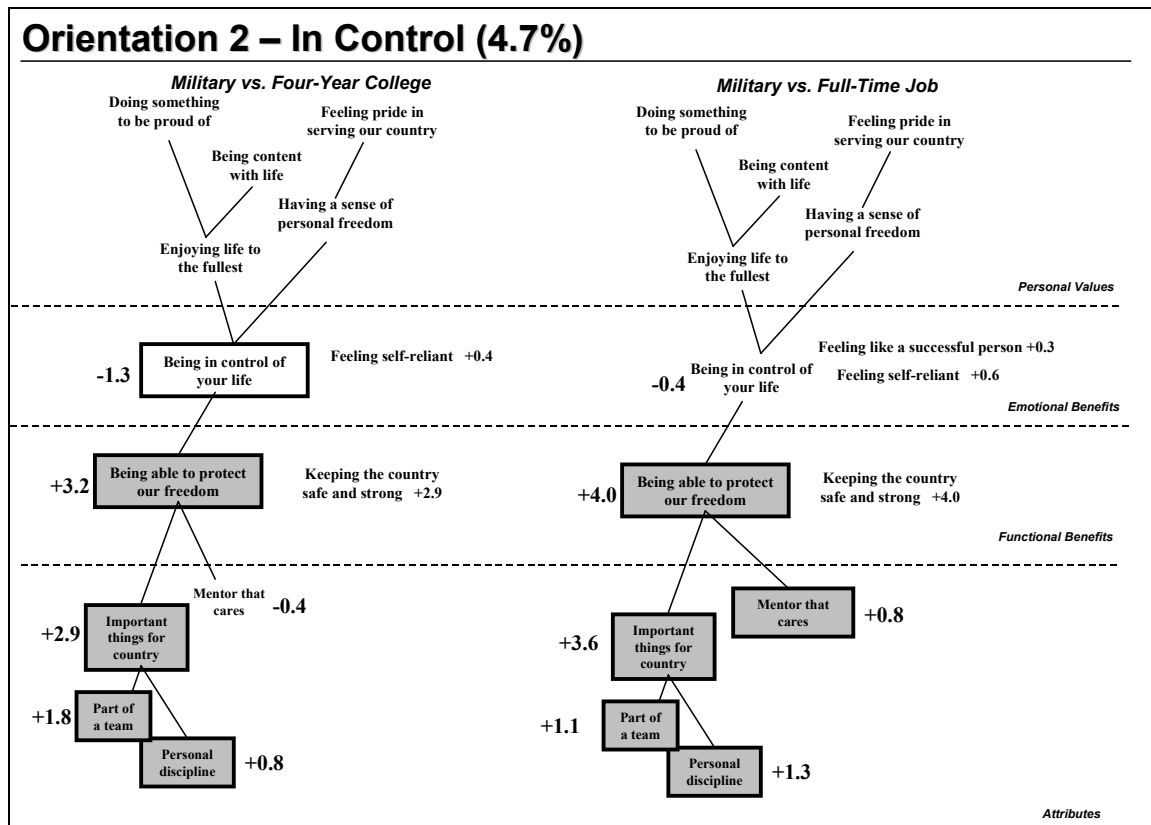 Orientation 2 – In Control (4.7%)
Military vs. Four-Year College
Doing something
to be proud of
Feeling pride in
serving our country
Being content
with life
Having a sense of
personal freedom
Enjoying life to
the fullest
Being in control of
your life
-1.3
Feeling self-reliant +0.4
Being able to protect
our freedom
+3.2
Keeping the country
safe and strong +2.9
Mentor that
cares
-0.4
Important
things for
country
+2.9
Part of
a team
+1.8
Personal
discipline
+0.8
Military vs. Full-Time Job
Doing something
to be proud of
Feeling pride in
serving our country
Being content
with life
Having a sense of
personal freedom
Enjoying life to
the fullest
Personal Values
Feeling like a successful person +0.3
Being in control of
your life
-0.4
Feeling self-reliant +0.6
Emotional Benefits
Being able to protect
our freedom
+4.0
Keeping the country
safe and strong +4.0
Functional Benefits
Mentor that
cares
+0.8
Important
things for
country
+3.6
Part of
a team
+1.1
Personal
discipline
+1.3
Attributes